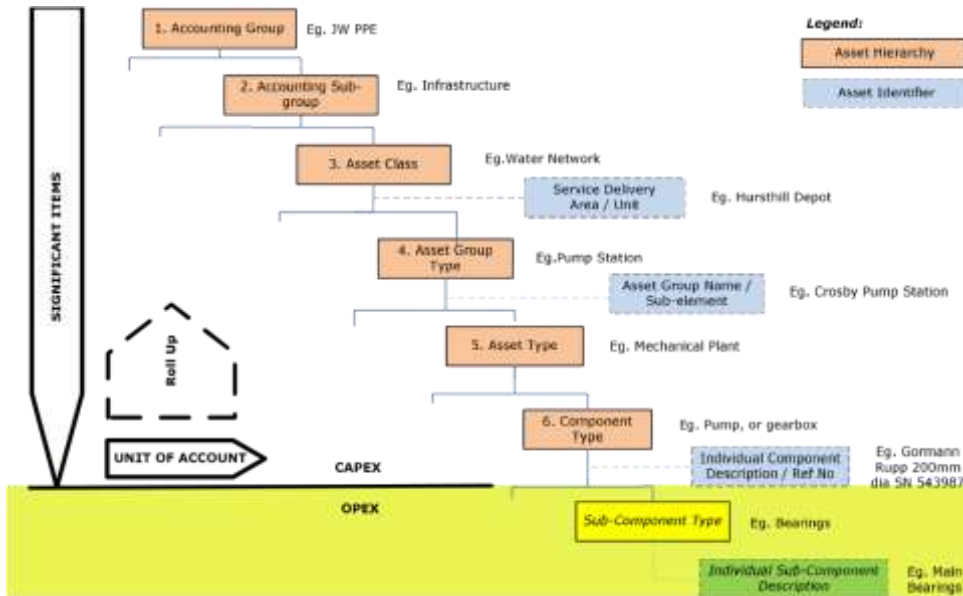 1. Accounting Group
Eg. JW PPE
Legend:
Asset Hierarchy
Asset Identifier
2. Accounting Sub-
group
Eg. Infrastructure
3. Asset Class
Eg.Water Network
Service Delivery
Area / Unit
Eg. Hursthill Depot
4. Asset Group
Type
Eg.Pump Station
Asset Group Name /
Sub-element
Eg. Crosby Pump Station
5. Asset Type
Eg. Mechanical Plant
6. Component
Type
Eg. Pump, or gearbox
Individual Component
Description / Ref No
Eg. Gormann
Rupp 200mm
dia SN 543987
SIGNIFICANT ITEMS
Roll Up
UNIT OF ACCOUNT
CAPEX
OPEX
Sub-Component Type
Eg. Bearings
Individual Sub-Component
Description
Eg. Main
Bearings